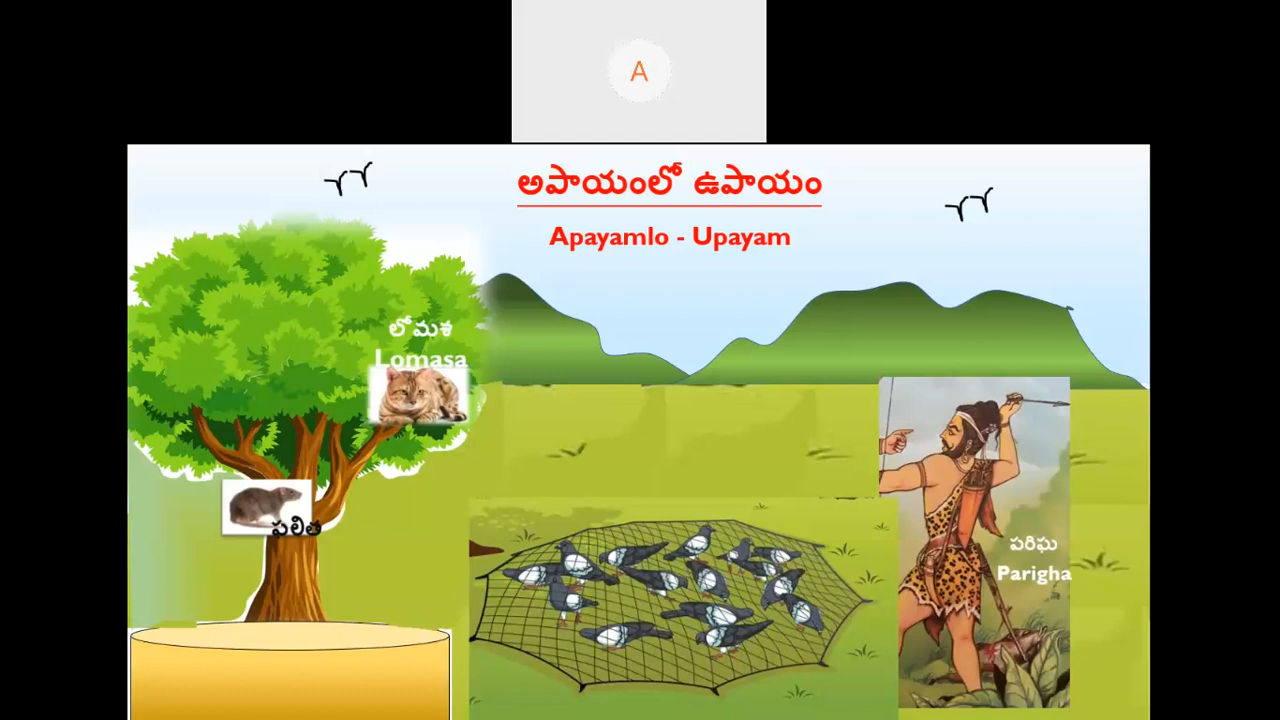 A
అపాయంలో ఉపాయం
Apayamlo - Upayam
లోమశ
Lomasa
పలిత
పరిఘ
Parigha